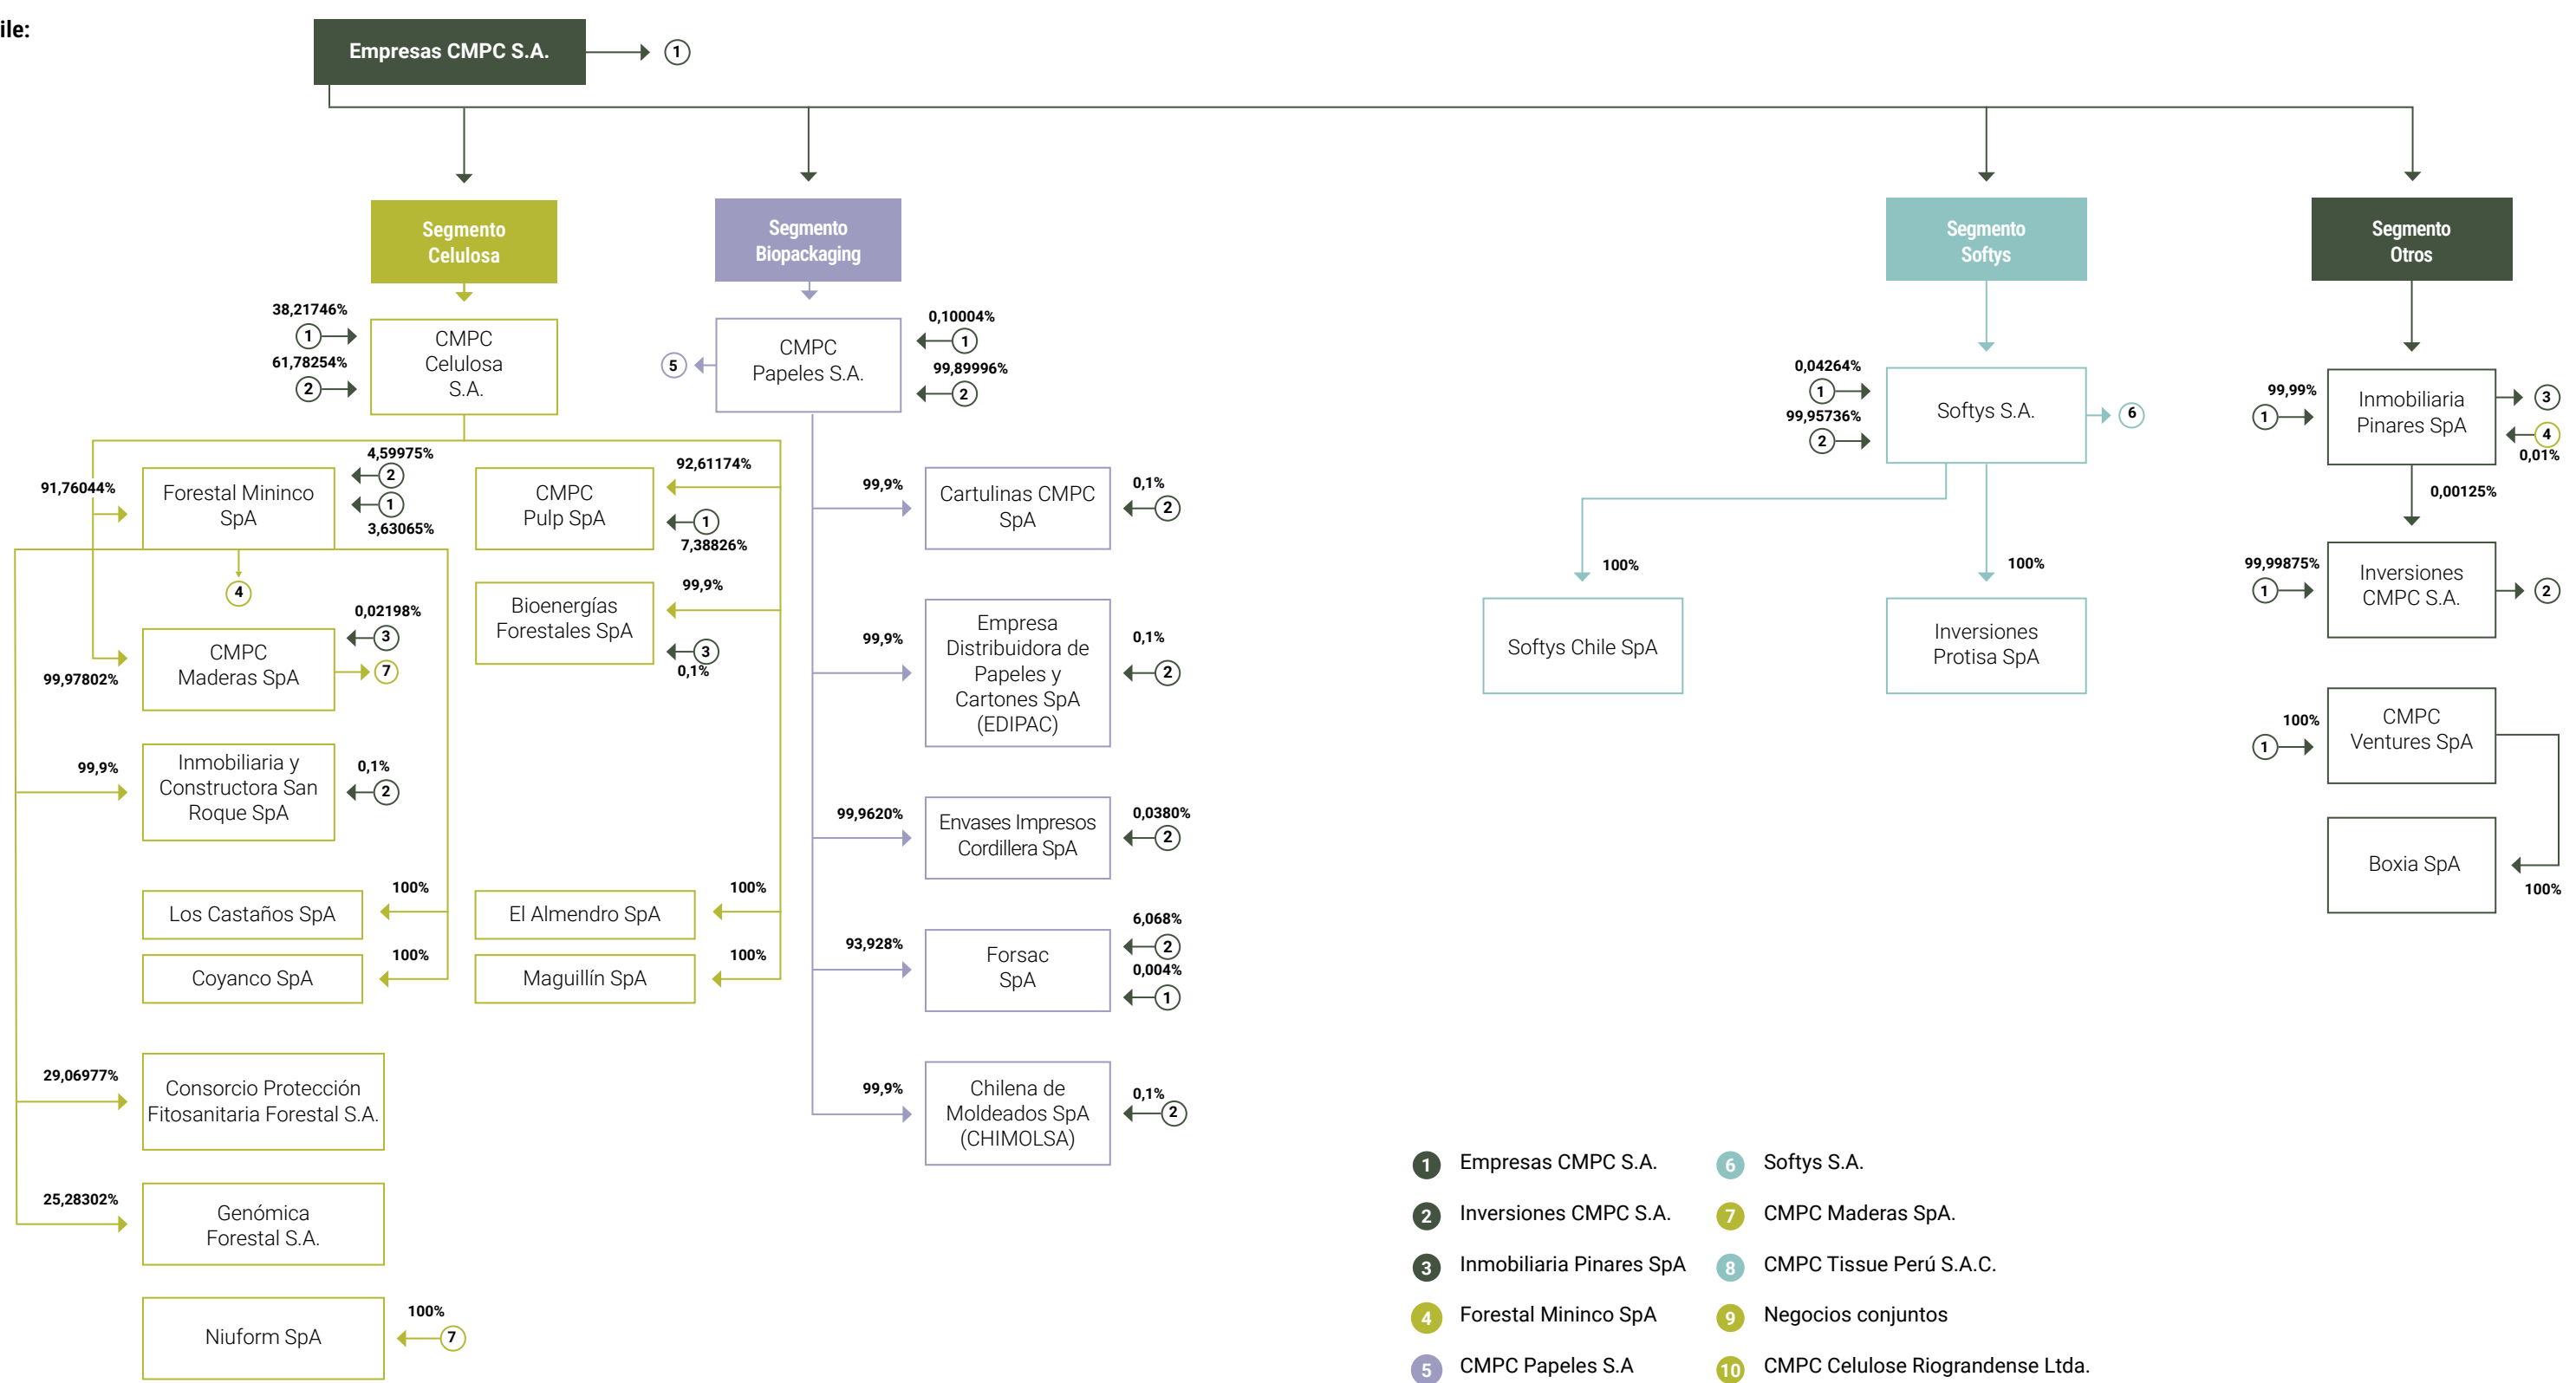 ile:
Empresas CMPC S.A.
1
Segmento
Celulosa
Segmento
Biopackaging
Segmento
Softys
Segmento
Otros
38,21746%
1
61,78254%
2
CMPC
Celulosa
S.A.
5
CMPC
Papeles S.A.
0,10004%
1
99,89996%
2
0,04264%
1
99,95736%
2
Softys S.A.
6
99,99%
1
Inmobiliaria
Pinares SpA
3
4
0,01%
0,00125%
91,76044%
Forestal Mininco
SpA
4,59975%
2
1
3,63065%
4
CMPC
Pulp SpA
92,61174%
1
7,38826%
99,9%
Cartulinas CMPC
SpA
0,1%
2
100%
100%
99,99875%
1
Inversiones
CMPC S.A.
2
Bioenergías
Forestales SpA
99,9%
3
0,1%
99,97802%
CMPC
Maderas SpA
0,02198%
3
7
99,9%
Empresa
Distribuidora de
Papeles y
Cartones SpA
(EDIPAC)
0,1%
2
Softys Chile SpA
Inversiones
Protisa SpA
100%
1
CMPC
Ventures SpA
99,9%
Inmobiliaria y
Constructora San
Roque SpA
0,1%
2
99,9620%
Envases Impresos
Cordillera SpA
0,0380%
2
Boxia SpA
100%
Los Castaños SpA
100%
El Almendro SpA
100%
Coyanco SpA
100%
Maguillín SpA
100%
93,928%
Forsac
SpA
6,068%
2
0,004%
1
29,06977%
Consorcio Protección
Fitosanitaria Forestal S.A.
99,9%
Chilena de
Moldeados SpA
(CHIMOLSA)
0,1%
2
25,28302%
Genómica
Forestal S.A.
Niuform SpA
100%
7
1 Empresas CMPC S.A.
2 Inversiones CMPC S.A.
3 Inmobiliaria Pinares SpA
4 Forestal Mininco SpA
5 CMPC Papeles S.A
6 Softys S.A.
7 CMPC Maderas SpA.
8 CMPC Tissue Perú S.A.C.
9 Negocios conjuntos
10 CMPC Celulose Riograndense Ltda.